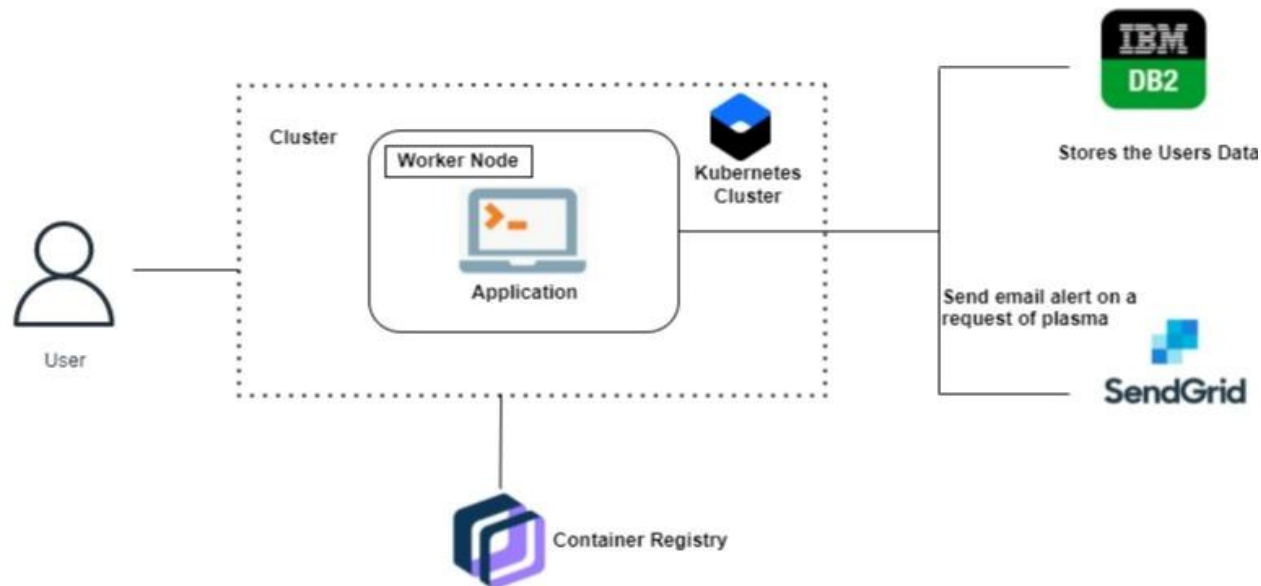 IBM
DB2
Stores the Users Data
Cluster
Worker Node
Kubernetes
Cluster
Application
User
Send email alert on a
request of plasma
SendGrid
Container Registry